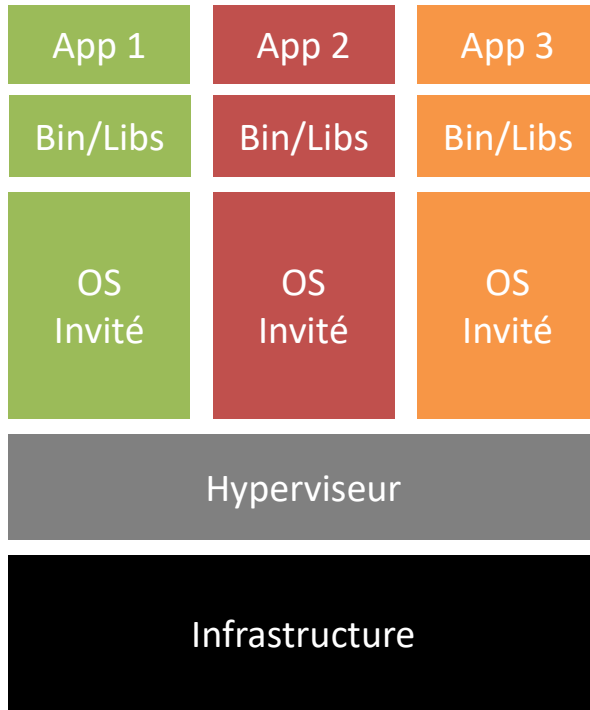 App 1
App 2
App 3
Bin/Libs
Bin/Libs
Bin/Libs
OS
Invité
OS
Invité
OS
Invité
Hyperviseur
Infrastructure